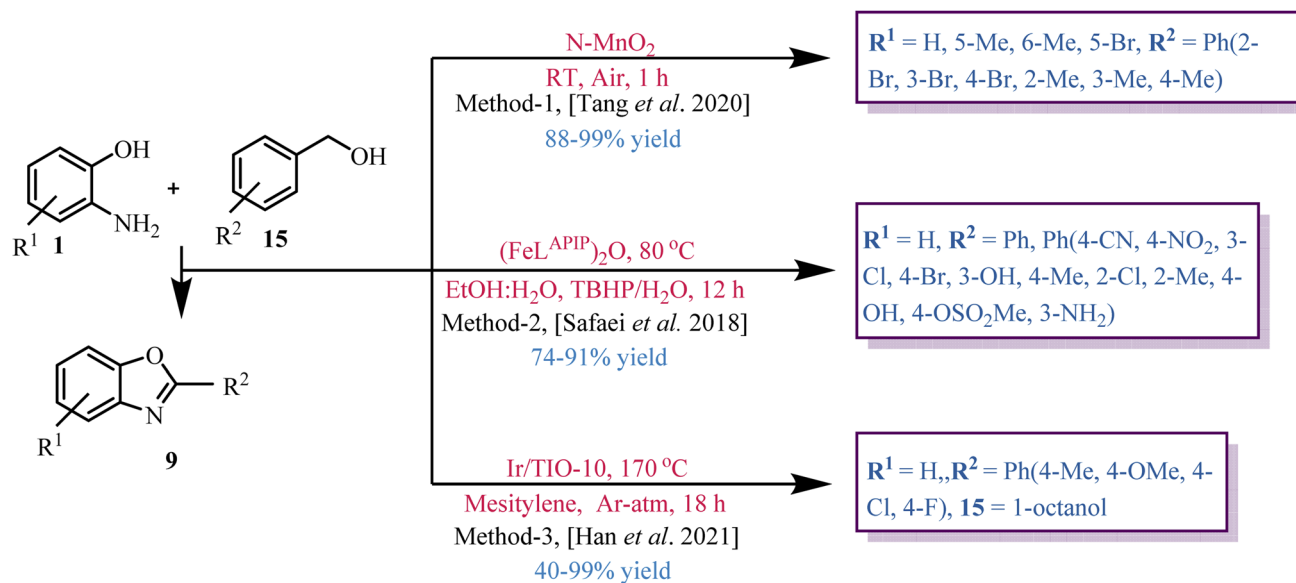 OH
NH₂
R¹
1
+
OH
R²
15
O
N
R²
R¹
9
N-MnO₂
RT, Air, 1 h
Method-1, [Tang et al. 2020]
88-99% yield
R¹ = H, 5-Me, 6-Me, 5-Br, R² = Ph(2-
Br, 3-Br, 4-Br, 2-Me, 3-Me, 4-Me)
(FeLᴬᴾᴵᴾ)₂O, 80 ᵒC
EtOH:H₂O, TBHP/H₂O, 12 h
Method-2, [Safaei et al. 2018]
74-91% yield
R¹ = H, R² = Ph, Ph(4-CN, 4-NO₂, 3-
Cl, 4-Br, 3-OH, 4-Me, 2-Cl, 2-Me, 4-
OH, 4-OSO₂Me, 3-NH₂)
Ir/TIO-10, 170 ᵒC
Mesitylene, Ar-atm, 18 h
Method-3, [Han et al. 2021]
40-99% yield
R¹ = H,,R² = Ph(4-Me, 4-OMe, 4-
Cl, 4-F), 15 = 1-octanol